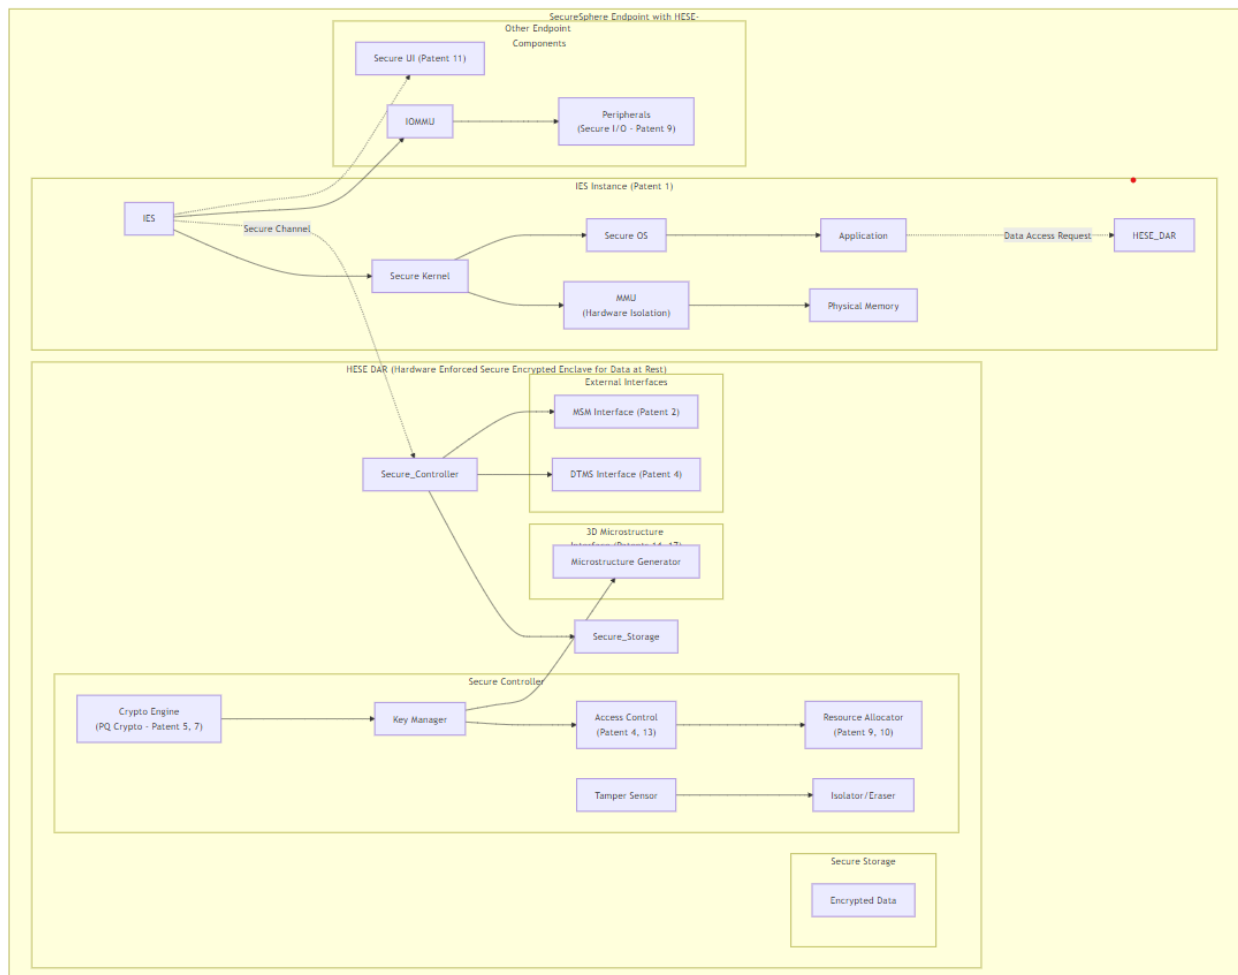 SecureSphere Endpoint with HESE-
Other Endpoint
Components
Secure UI (Patent 11)
IOMMU
Peripherals
(Secure I/O - Patent 9)
IES Instance (Patent 1)
IES
Secure Channel
Secure OS
Application
Data Access Request
HESE_DAR
Secure Kernel
MMU
(Hardware Isolation)
Physical Memory
HESE DAR (Hardware Enforced Secure Encrypted Enclave for Data at Rest)
External Interfaces
MSM Interface (Patent 2)
Secure_Controller
DTMS Interface (Patent 4)
3D Microstructure
Microstructure Generator
Secure_Storage
Secure Controller
Crypto Engine
(PQ Crypto - Patent 5, 7)
Key Manager
Access Control
(Patent 4, 13)
Resource Allocator
(Patent 9, 10)
Tamper Sensor
Isolator/Eraser
Secure Storage
Encrypted Data